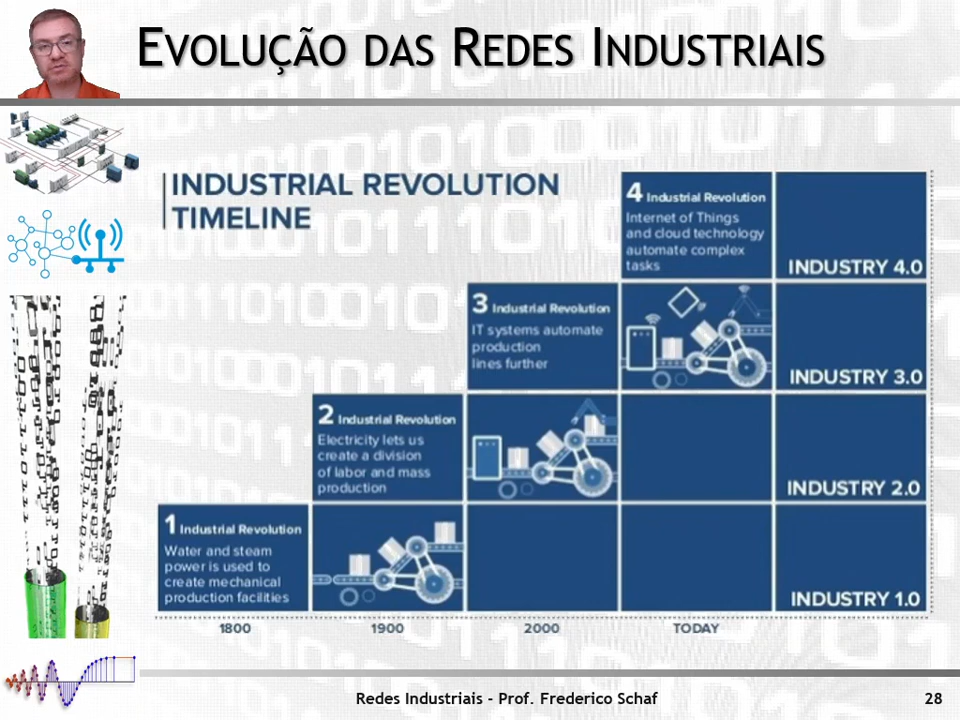 EVOLUÇÃO DAS REDES INDUSTRIAIS
INDUSTRIAL REVOLUTION
TIMELINE
4 Industrial Revolution
Internet of Things
and cloud technology
automate complex
tasks
INDUSTRY 4.0
3 Industrial Revolution
IT systems automate
production
lines further
INDUSTRY 3.0
2 Industrial Revolution
Electricity lets us
create a division
of labor and mass
production
INDUSTRY 2.0
1 Industrial Revolution
Water and steam
power is used to
create mechanical
production facilities
INDUSTRY 1.0
1800 1900 2000 TODAY
Redes Industriais - Prof. Frederico Schaf 28